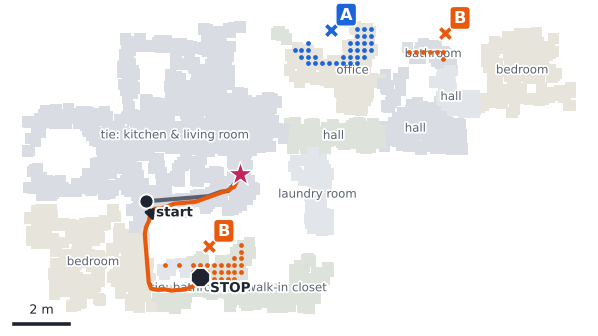 A
B
bathroom
office
bedroom
hall
hall
tie: kitchen & living room
hall
laundry room
start
B
bedroom
STOP
walk-in closet
2 m